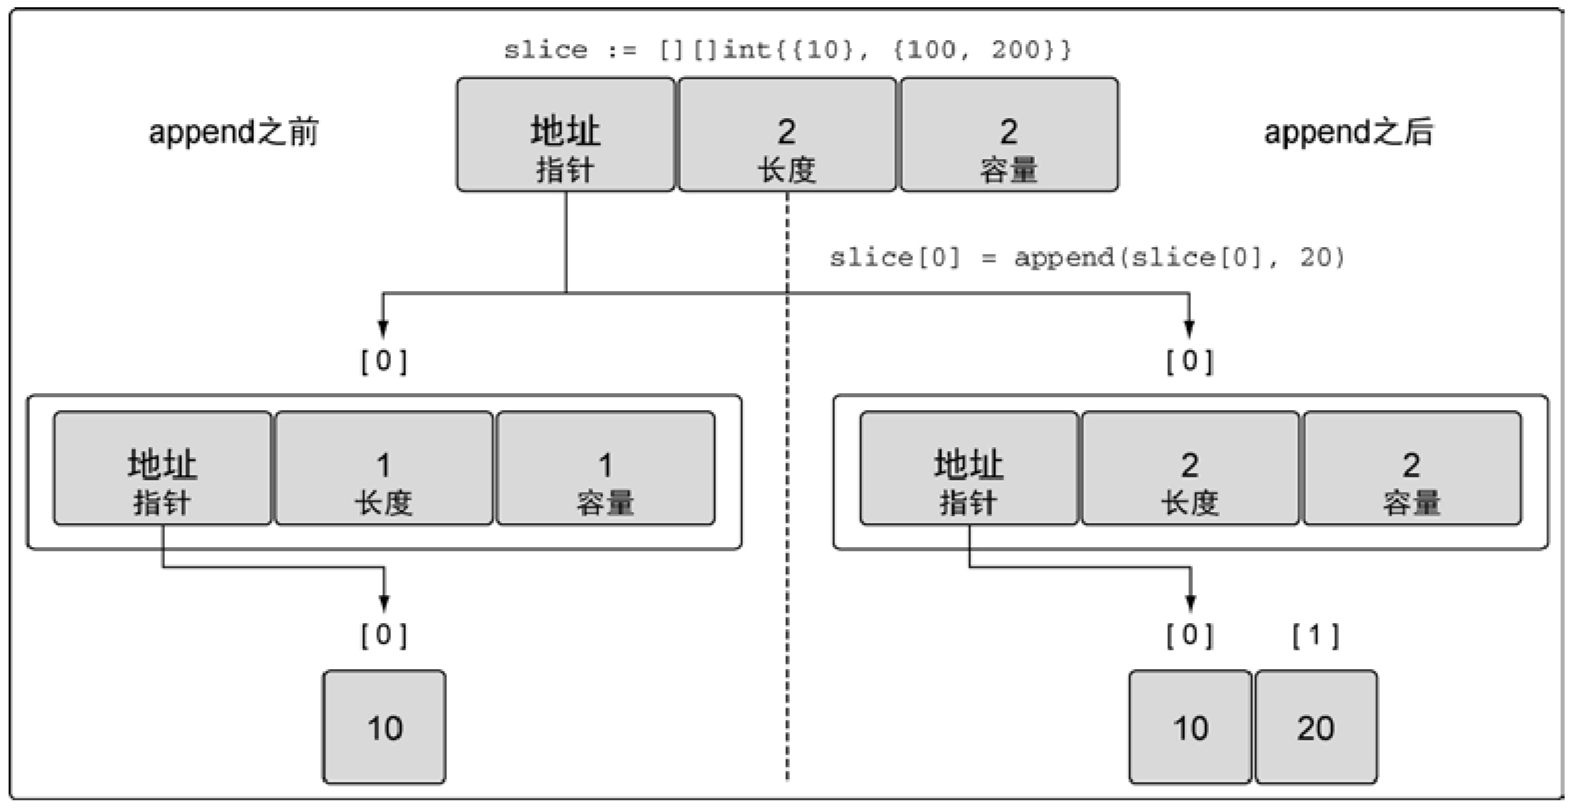 slice := [][]int{{10}, {100, 200}}
append之前
地址
指针
2
长度
2
容量
append之后
slice[0] = append(slice[0], 20)
[0]
[0]
地址
指针
1
长度
1
容量
地址
指针
2
长度
2
容量
[0]
[0]
[1]
10
10
20